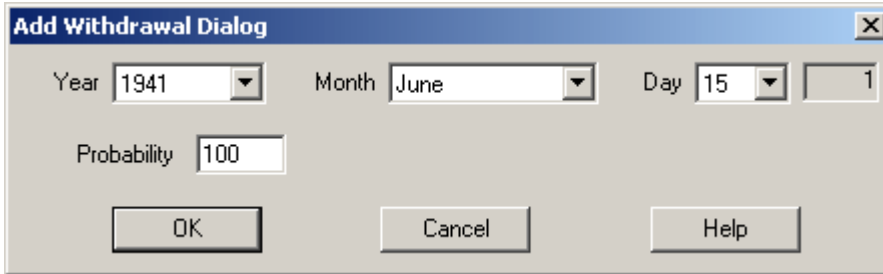 Add Withdrawal Dialog
Year 1941 Month June Day 15 1
Probability 100
OK Cancel Help